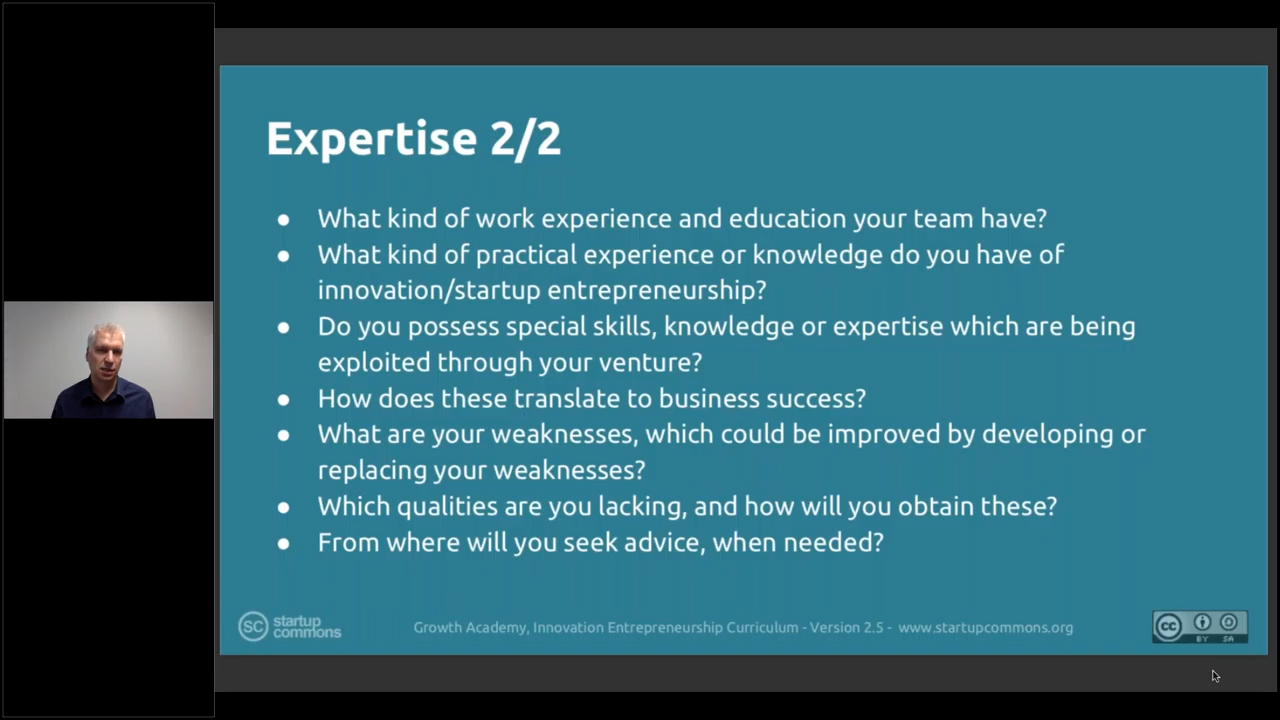 Expertise 2/2
● What kind of work experience and education your team have?
● What kind of practical experience or knowledge do you have of
innovation/startup entrepreneurship?
● Do you possess special skills, knowledge or expertise which are being
exploited through your venture?
● How does these translate to business success?
● What are your weaknesses, which could be improved by developing or
replacing your weaknesses?
● Which qualities are you lacking, and how will you obtain these?
● From where will you seek advice, when needed?
SC startup
commons
Growth Academy, Innovation Entrepreneurship Curriculum - Version 2.5 - www.startupcommons.org
cc
BY SA